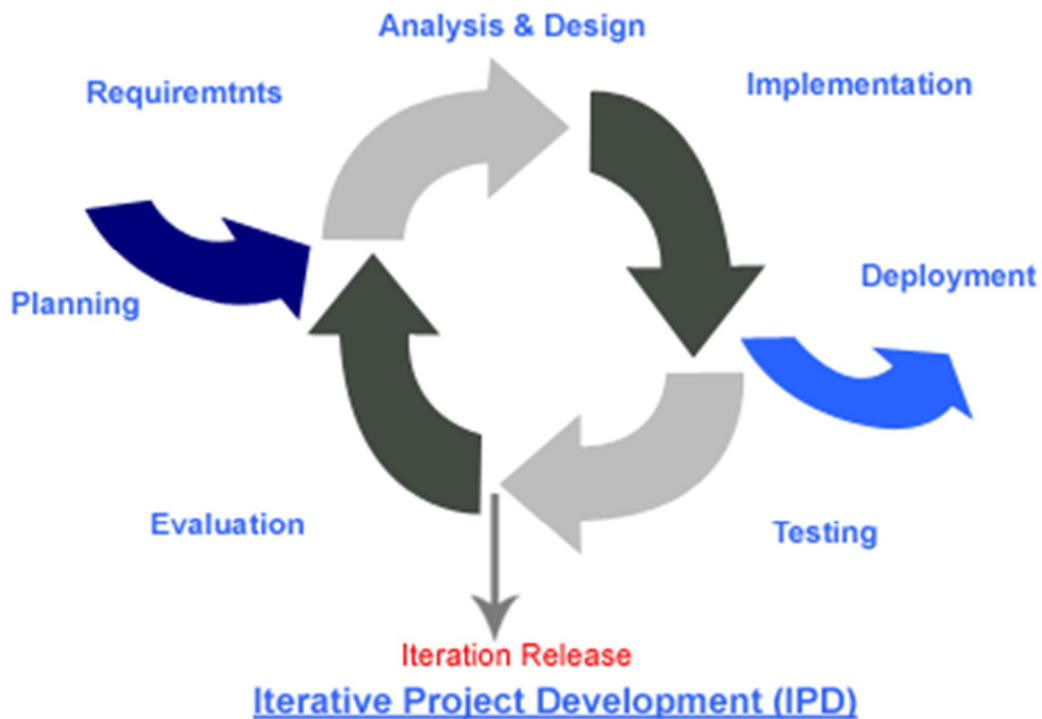 Analysis & Design
Requiremtnts
Implementation
Planning
Deployment
Evaluation
Testing
Iteration Release
Iterative Project Development (IPD)